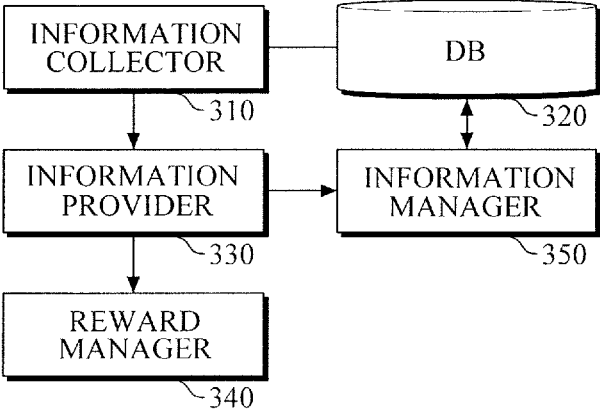 INFORMATION
COLLECTOR
310
DB
320
INFORMATION
PROVIDER
330
INFORMATION
MANAGER
350
REWARD
MANAGER
340